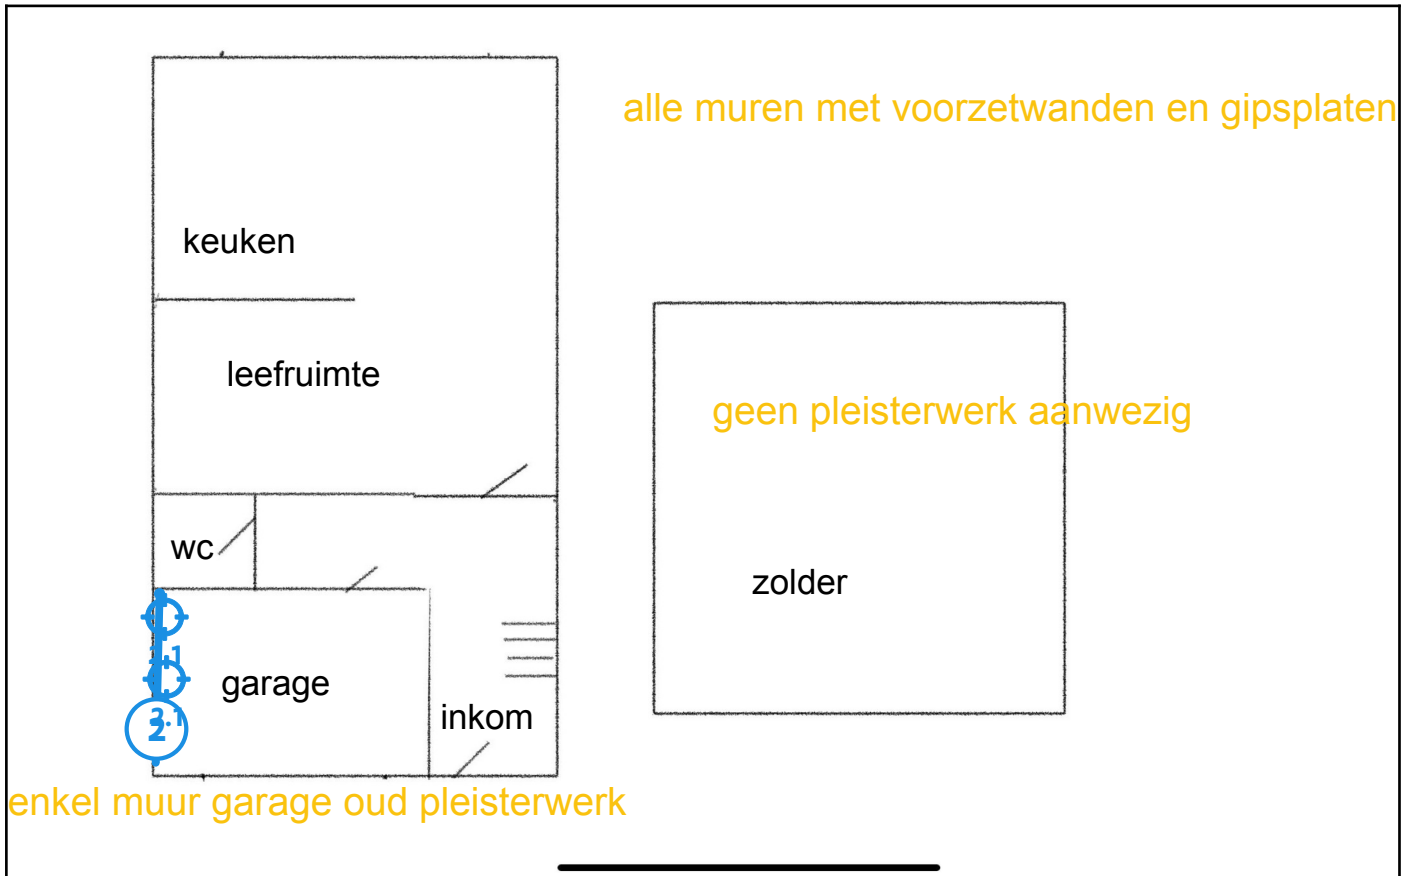 alle muren met voorzetwanden en gipsplaten
keuken
leefruimte
geen pleisterwerk aanwezig
wc
zolder
garage
inkom
2
enkel muur garage oud pleisterwerk